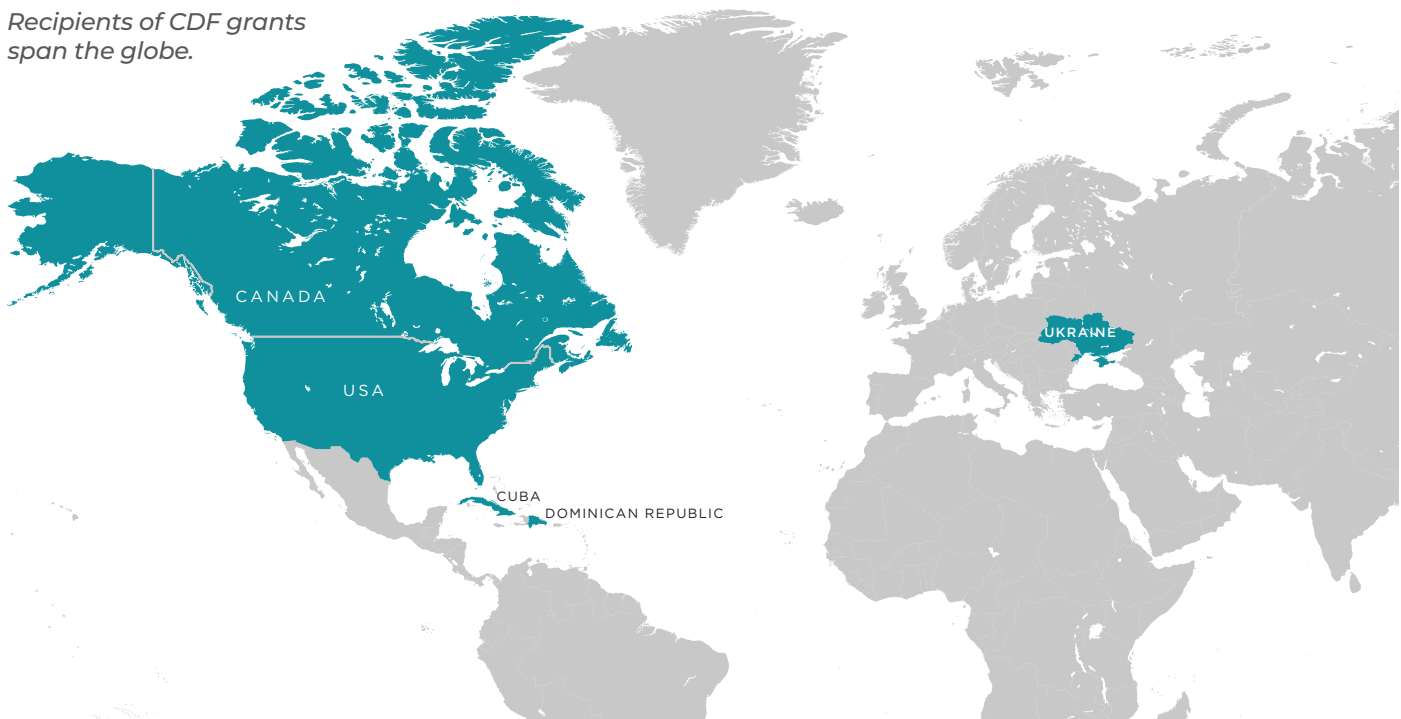 Recipients of CDF grants
span the globe.
CANADA
UKRAINE
USA
CUBA
DOMINICAN REPUBLIC